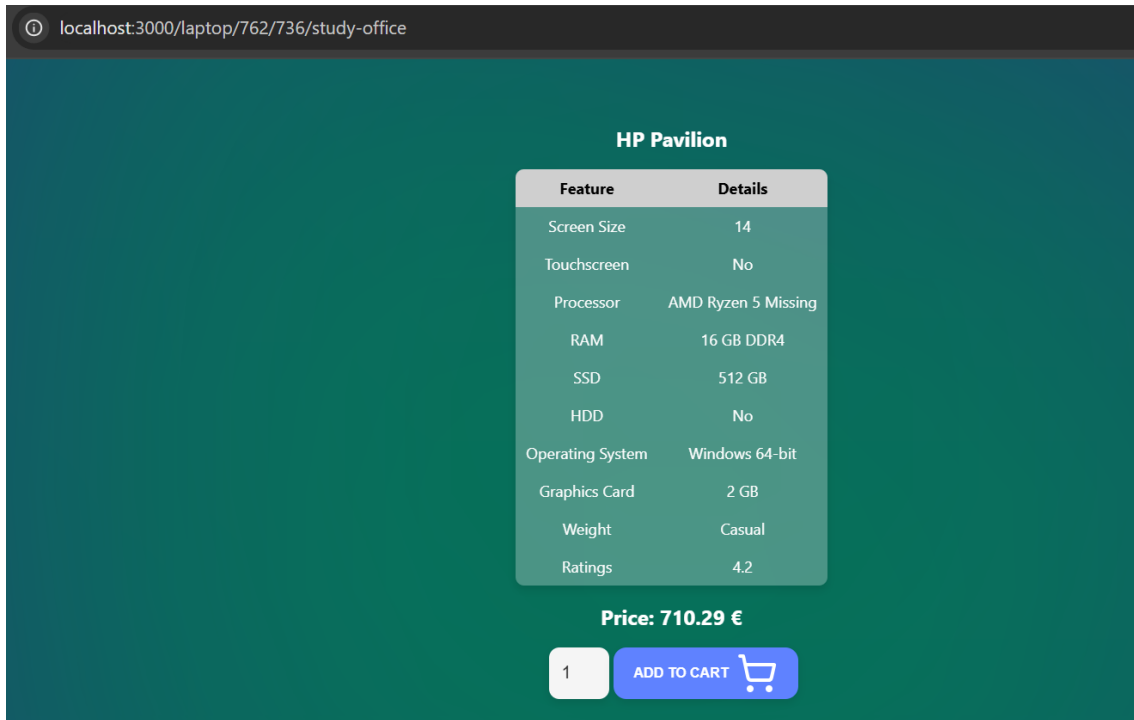 localhost:3000/laptop/762/736/study-office
HP Pavilion
Feature Details
Screen Size 14
Touchscreen No
Processor AMD Ryzen 5 Missing
RAM 16 GB DDR4
SSD 512 GB
HDD No
Operating System Windows 64-bit
Graphics Card 2 GB
Weight Casual
Ratings 4.2
Price: 710.29 €
1 ADD TO CART